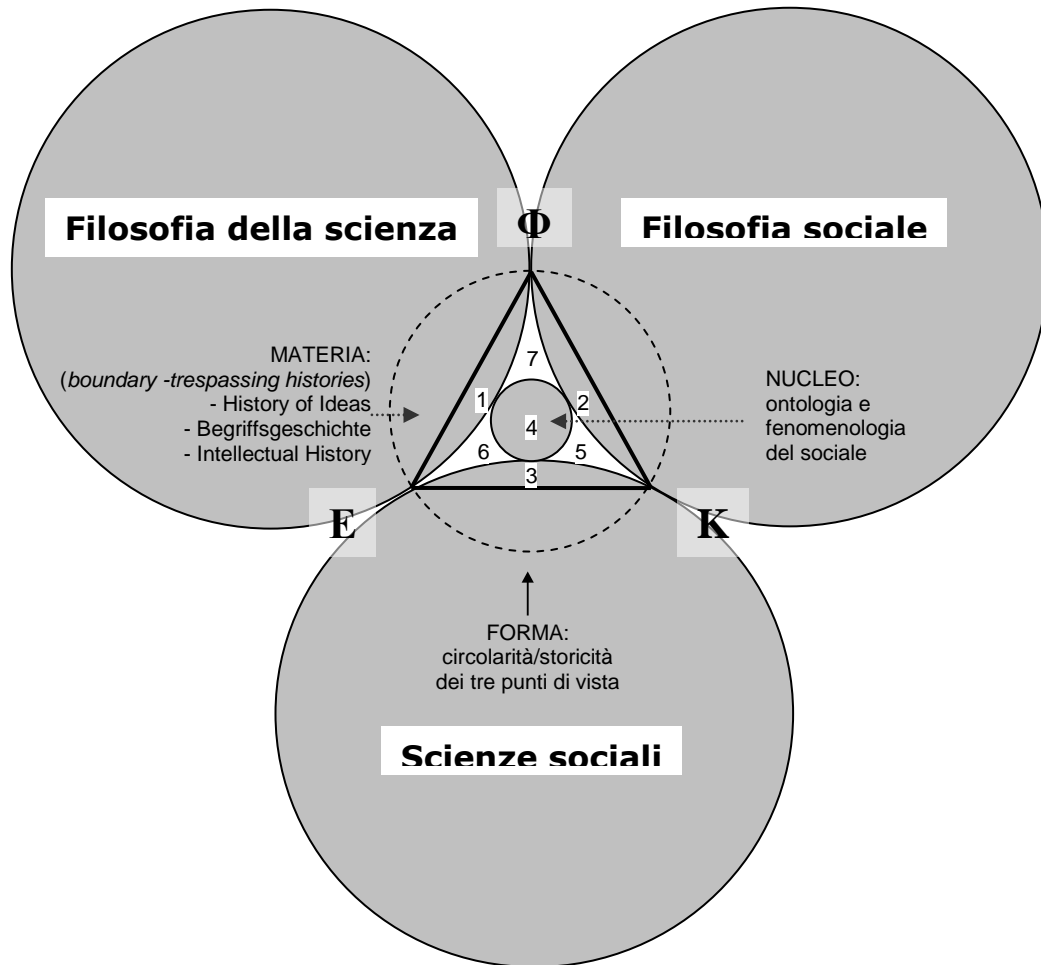 Filosofia della scienza
Filosofia sociale
Φ
MATERIA:
(boundary -trespassing histories)
- History of Ideas
- Begriffsgeschichte
- Intellectual History
NUCLEO:
ontologia e
fenomenologia
del sociale
7
1
2
4
6
5
3
E
K
FORMA:
circolarità/storicità
dei tre punti di vista
Scienze sociali